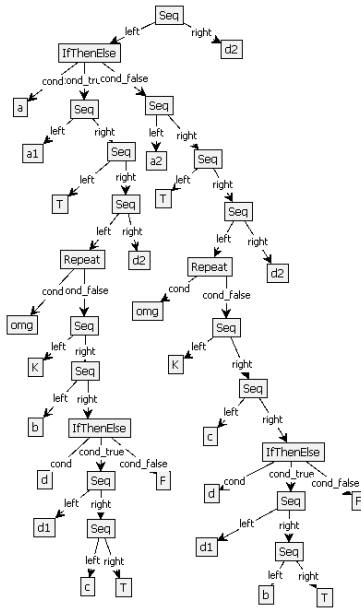 Seq
left right
IfThenElse d2
cond cond_true cond_false
a Seq Seq
left right left right
a1 Seq a2 Seq
left right left right
T Seq T Seq
left right left right
Repeat d2 Repeat d2
cond cond_false cond cond_false
omg Seq omg Seq
left right left right
K Seq K Seq
left right left right
b IfThenElse c IfThenElse
cond cond_true cond_false cond cond_true cond_false
d Seq F d Seq F
left right left right
d1 Seq d1 Seq
left right left right
c T b T